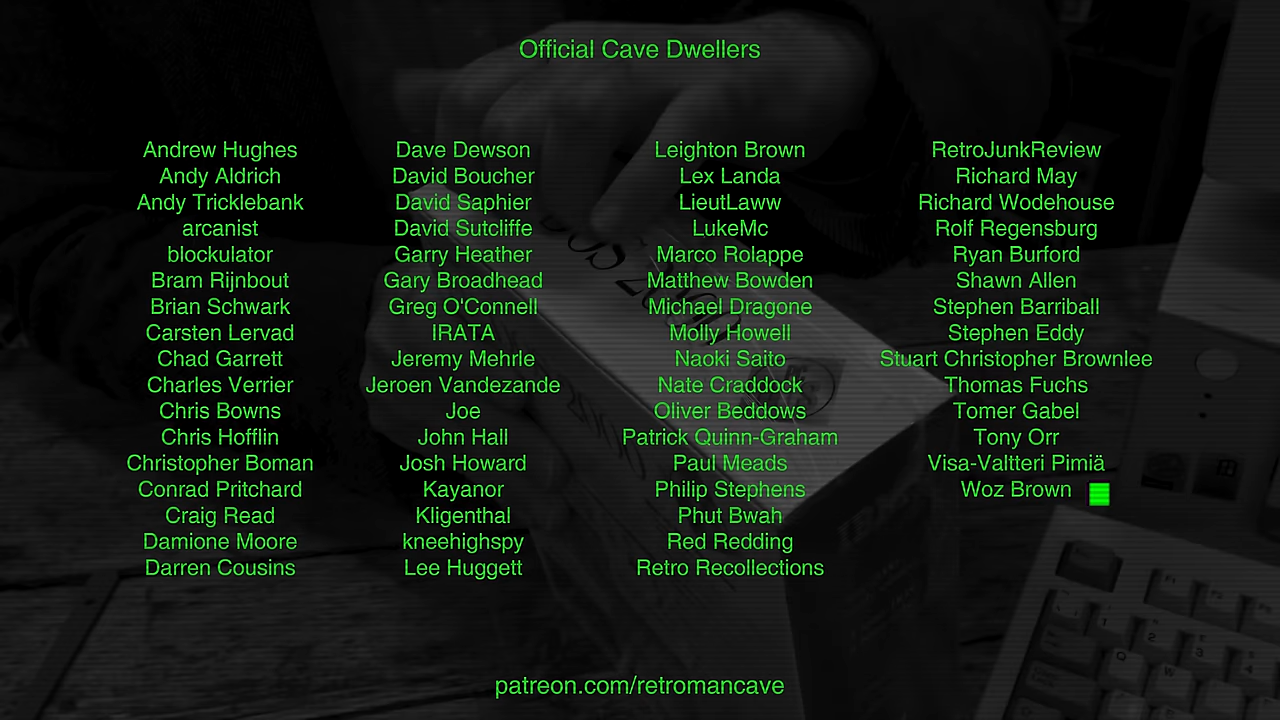 Official Cave Dwellers
Andrew Hughes
Andy Aldrich
Andy Tricklebank
arcanist
blockulator
Bram Rijnbout
Brian Schwark
Carsten Lervad
Chad Garrett
Charles Verrier
Chris Bowns
Chris Hofflin
Christopher Boman
Conrad Pritchard
Craig Read
Damione Moore
Darren Cousins
Dave Dewson
David Boucher
David Saphier
David Sutcliffe
Garry Heather
Gary Broadhead
Greg O'Connell
IRATA
Jeremy Mehrle
Jeroen Vandezande
Joe
John Hall
Josh Howard
Kayanor
Kligenthal
kneehighspy
Lee Huggett
Leighton Brown
Lex Landa
LieutLaww
LukeMc
Marco Rolappe
Matthew Bowden
Michael Dragone
Molly Howell
Naoki Saito
Nate Craddock
Oliver Beddows
Patrick Quinn-Graham
Paul Meads
Philip Stephens
Phut Bwah
Red Redding
Retro Recollections
RetroJunkReview
Richard May
Richard Wodehouse
Rolf Regensburg
Ryan Burford
Shawn Allen
Stephen Barriball
Stephen Eddy
Stuart Christopher Brownlee
Thomas Fuchs
Tomer Gabel
Tony Orr
Visa-Valtteri Pimiä
Woz Brown
patreon.com/retromancave